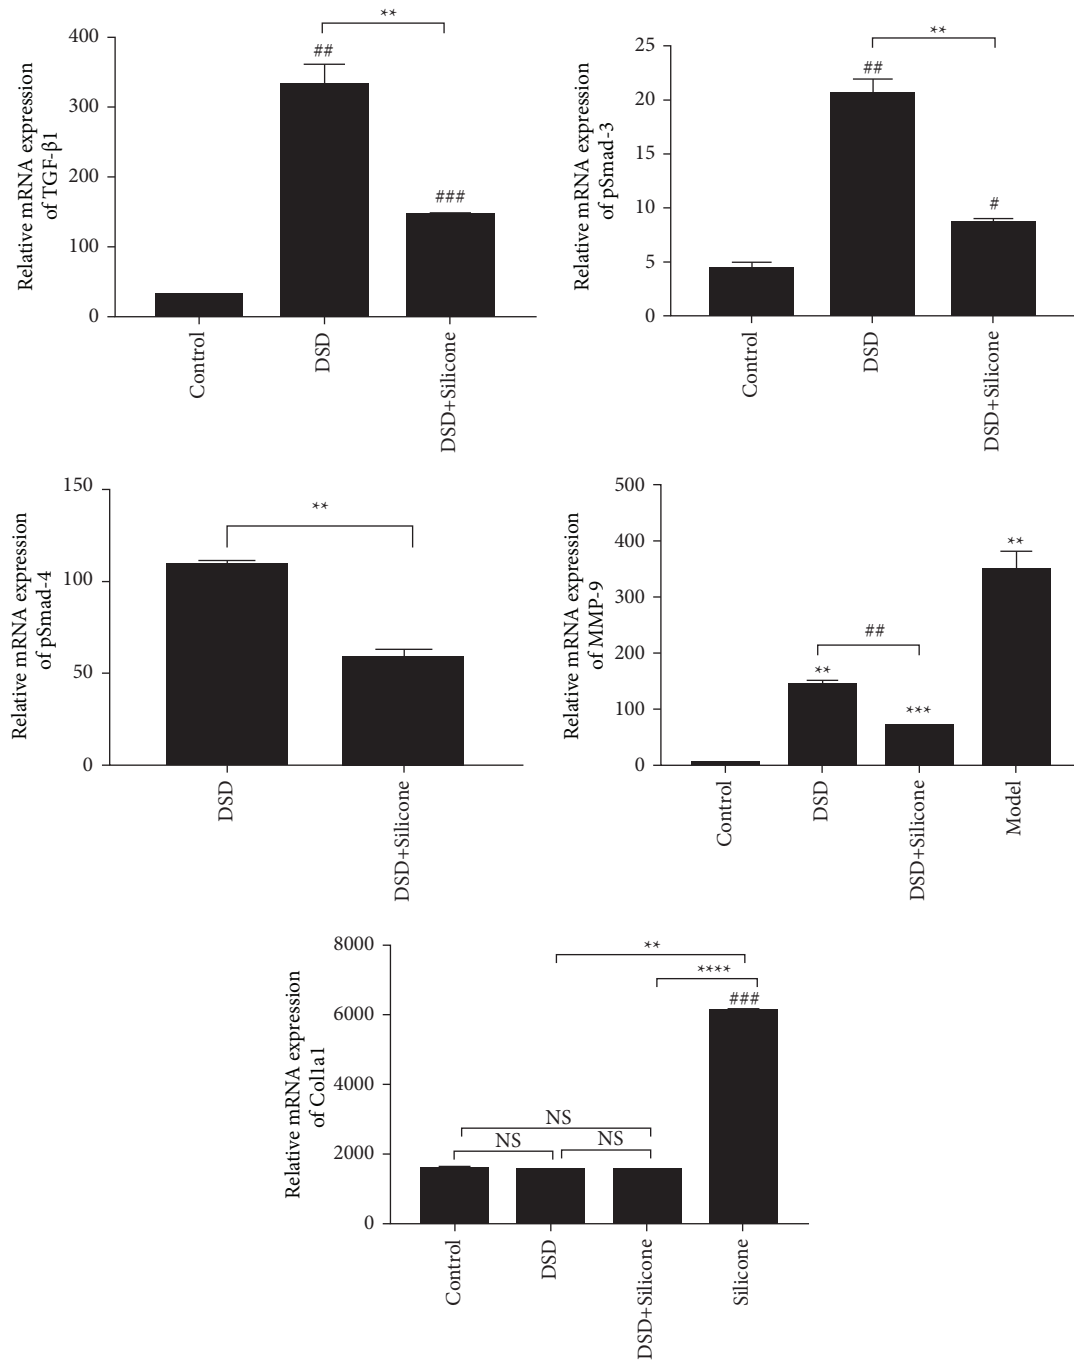 Relative mRNA expression
of TGF-β1
400
300
200
100
0
**
##
###
Control
DSD
DSD+Silicone
Relative mRNA expression
of pSmad-3
25
20
15
10
5
0
**
##
#
Control
DSD
DSD+Silicone
Relative mRNA expression
of pSmad-4
150
100
50
0
**
DSD
DSD+Silicone
Relative mRNA expression
of MMP-9
500
400
300
200
100
0
**
##
**
***
Control
DSD
DSD+Silicone
Model
Relative mRNA expression
of Col1a1
8000
6000
4000
2000
0
**
****
###
NS
NS
NS
Control
DSD
DSD+Silicone
Silicone